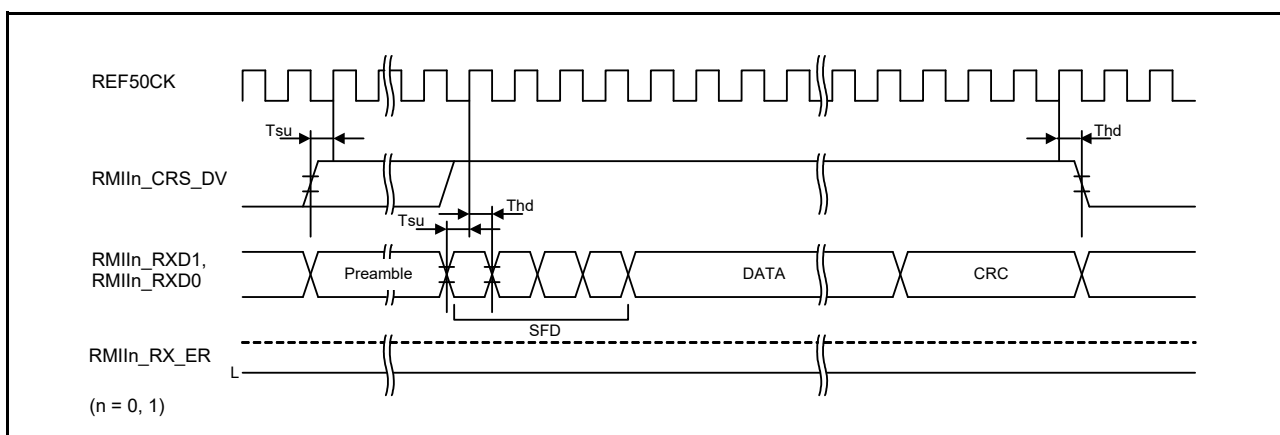 REF50CK
Tsu
Thd
RMIIn_CRS_DV
Tsu
Thd
RMIIn_RXD1,
RMIIn_RXD0
Preamble
DATA
CRC
SFD
RMIIn_RX_ER
L
(n = 0, 1)